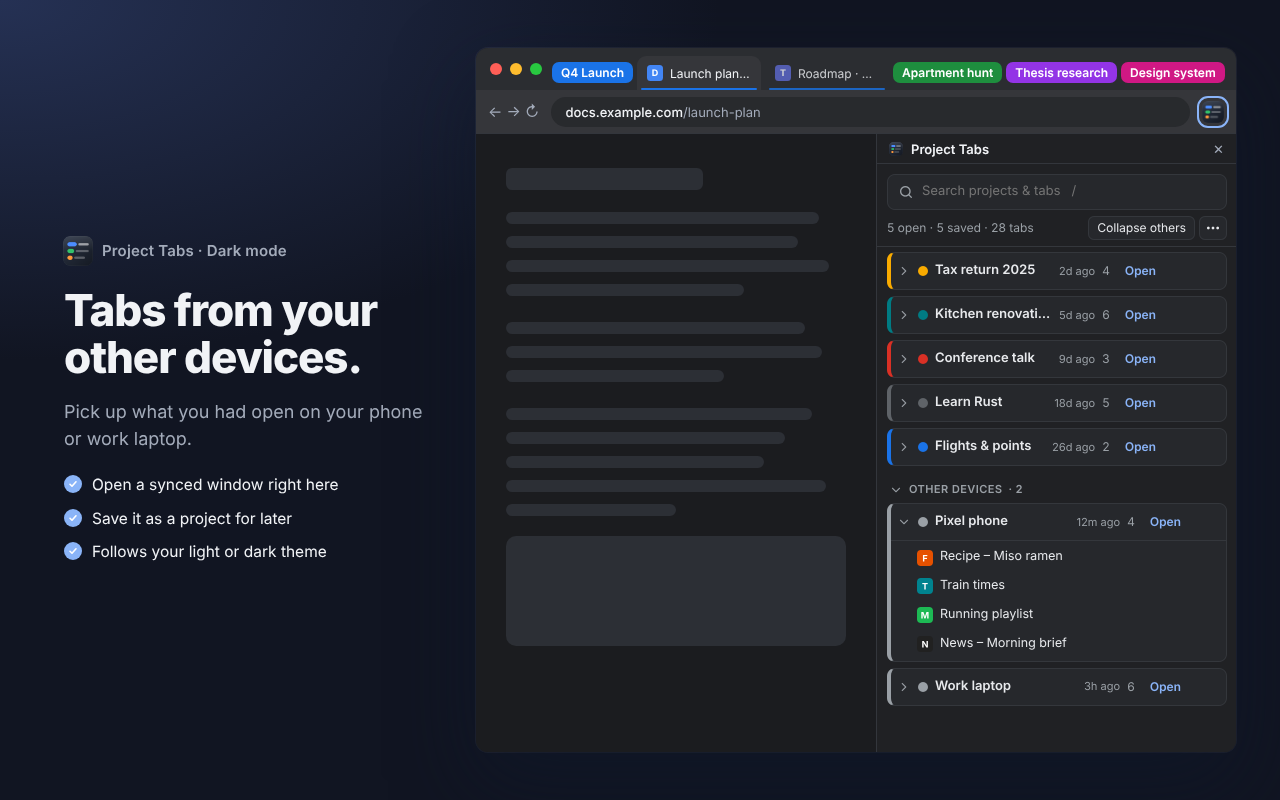 Project Tabs · Dark mode
Tabs from your
other devices.
Pick up what you had open on your phone
or work laptop.
Open a synced window right here
Save it as a project for later
Follows your light or dark theme
Q4 Launch
D Launch plan...
T Roadmap · ...
Apartment hunt
Thesis research
Design system
docs.example.com/launch-plan
Project Tabs
Search projects & tabs /
5 open · 5 saved · 28 tabs
Collapse others
Tax return 2025 2d ago 4 Open
Kitchen renovati... 5d ago 6 Open
Conference talk 9d ago 3 Open
Learn Rust 18d ago 5 Open
Flights & points 26d ago 2 Open
OTHER DEVICES · 2
Pixel phone 12m ago 4 Open
F Recipe – Miso ramen
T Train times
M Running playlist
N News – Morning brief
Work laptop 3h ago 6 Open